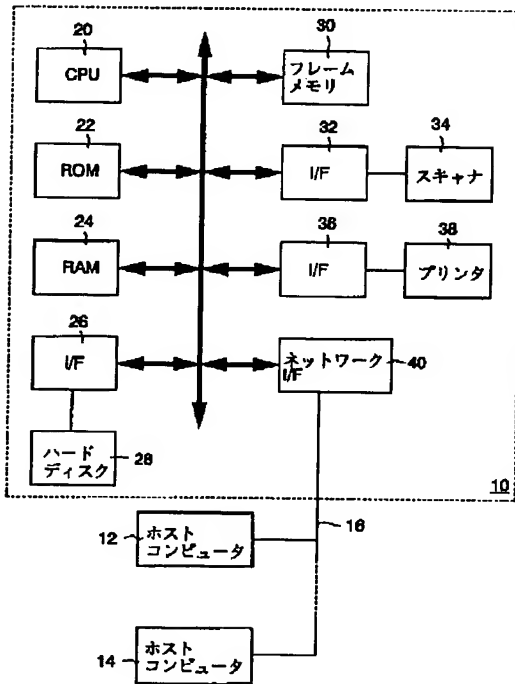 20
CPU
30
フレーム
メモリ
22
ROM
32
I/F
34
スキャナ
24
RAM
36
I/F
38
プリンタ
26
I/F
ネットワーク
I/F
40
ハード
ディスク
28
10
16
12
ホスト
コンピュータ
14
ホスト
コンピュータ